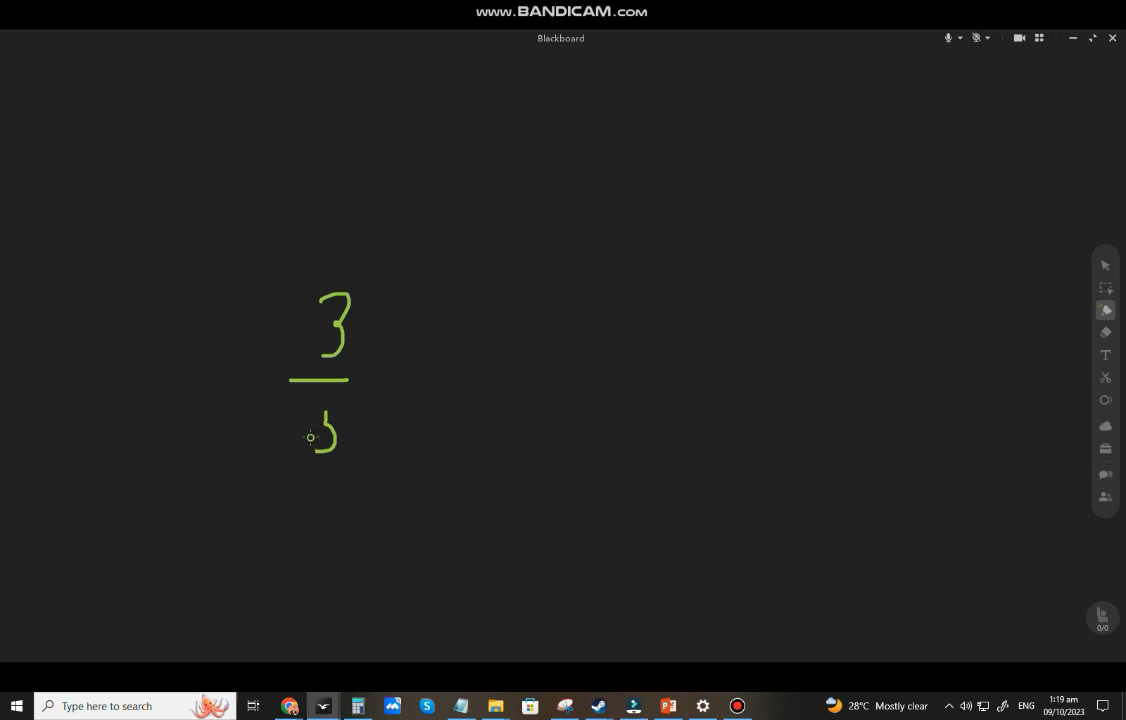 www.BANDICAM.com
Blackboard
3
5
0/0
Type here to search
28°C Mostly clear
ENG
1:19 am
09/10/2023